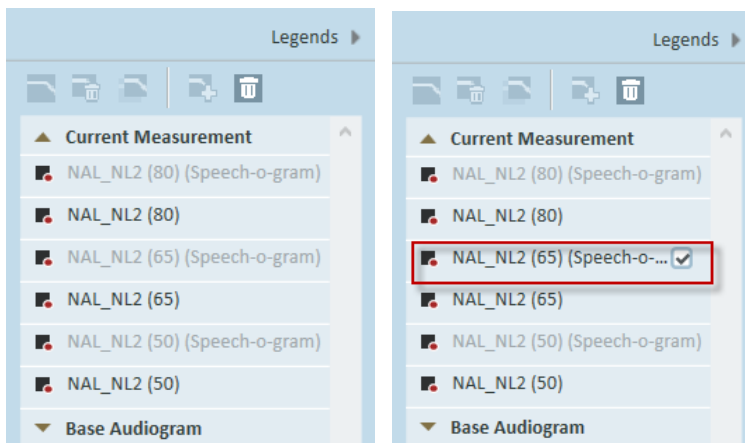 Legends
Current Measurement
NAL_NL2 (80) (Speech-o-gram)
NAL_NL2 (80)
NAL_NL2 (65) (Speech-o-gram)
NAL_NL2 (65)
NAL_NL2 (50) (Speech-o-gram)
NAL_NL2 (50)
Base Audiogram
Legends
Current Measurement
NAL_NL2 (80) (Speech-o-gram)
NAL_NL2 (80)
NAL_NL2 (65) (Speech-o-...
NAL_NL2 (65)
NAL_NL2 (50) (Speech-o-gram)
NAL_NL2 (50)
Base Audiogram